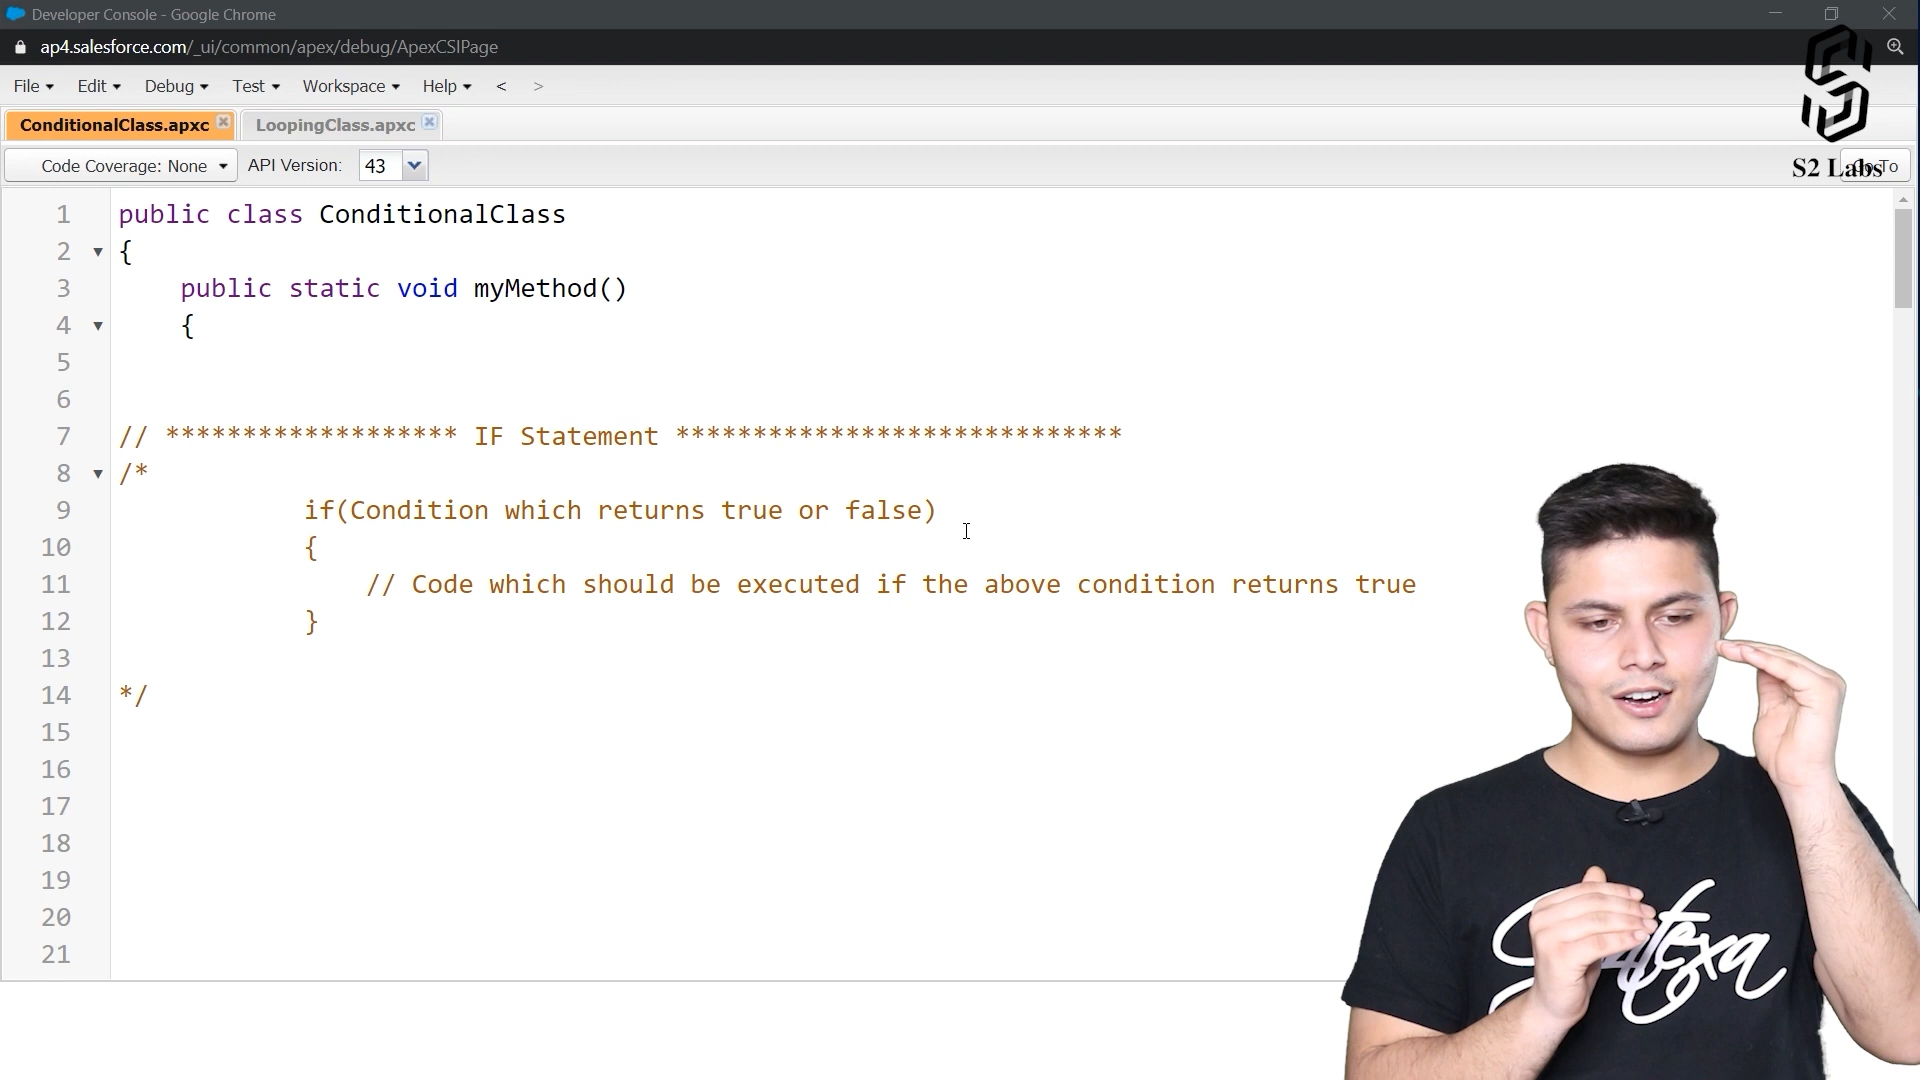 Developer Console - Google Chrome
ap4.salesforce.com/_ui/common/apex/debug/ApexCSIPage
File Edit Debug Test Workspace Help < >
ConditionalClass.apxc LoopingClass.apxc
Code Coverage: None API Version: 43 To
S2 Labs
1 public class ConditionalClass
2 {
3 public static void myMethod()
4 {
5
6
7 // ******************* IF Statement *****************************
8 /*
9 if(Condition which returns true or false)
10 {
11 // Code which should be executed if the above condition returns true
12 }
13
14 */
15
16
17
18
19
20
21